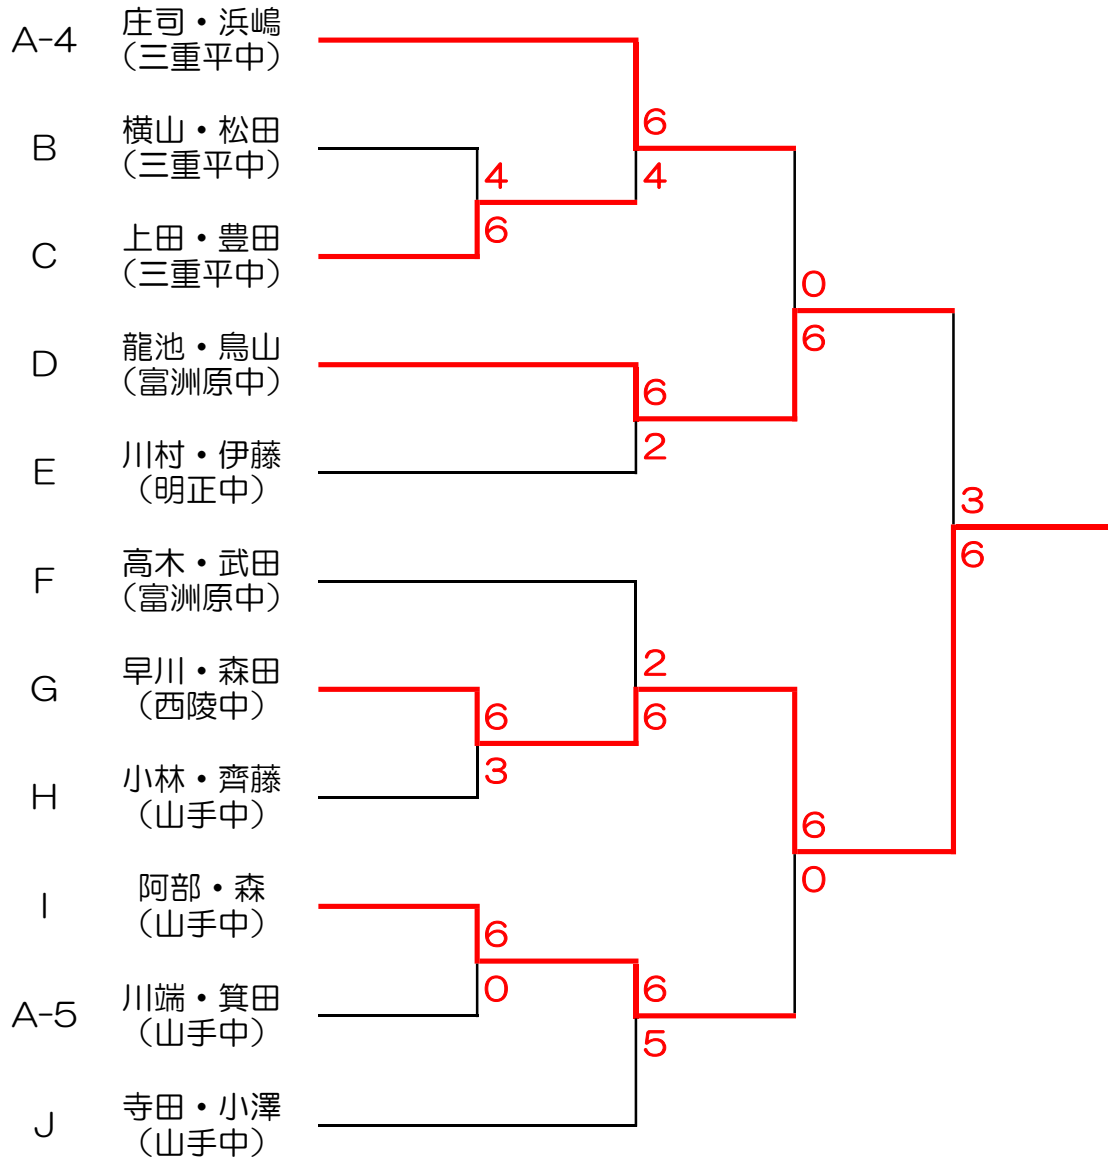 A-4 庄司・浜嶋
（三重平中）
6
B 横山・松田
（三重平中）
4 4
6
C 上田・豊田
（三重平中）
0
D 龍池・鳥山
（富洲原中）
6
6
2
E 川村・伊藤
（明正中）
3
6
F 高木・武田
（富洲原中）
2
G 早川・森田
（西陵中）
6 6
3
H 小林・齊藤
（山手中）
6
0
I 阿部・森
（山手中）
6
0 6
A-5 川端・箕田
（山手中）
5
J 寺田・小澤
（山手中）